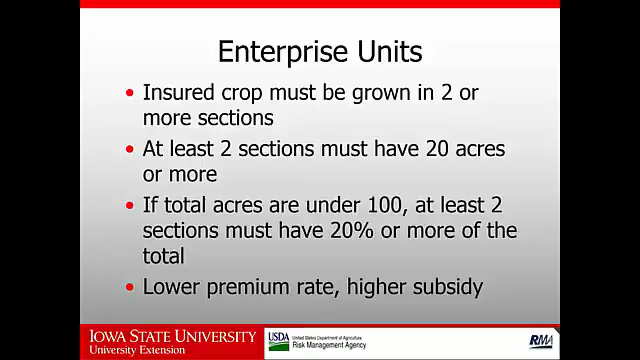 Enterprise Units
• Insured crop must be grown in 2 or
more sections
• At least 2 sections must have 20 acres
or more
• If total acres are under 100, at least 2
sections must have 20% or more of the
total
• Lower premium rate, higher subsidy
IOWA STATE UNIVERSITY
University Extension
USDA
United States Department of Agriculture
Risk Management Agency
RMA